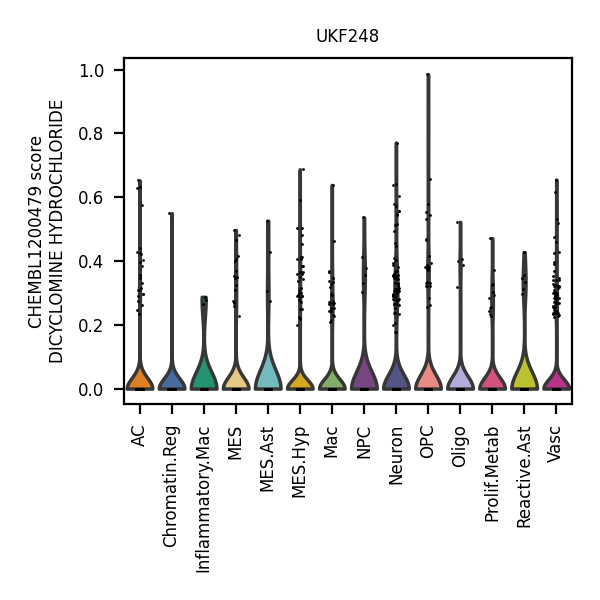 UKF248
CHEMBL1200479 score
DICYCLOMINE HYDROCHLORIDE
1.0
0.8
0.6
0.4
0.2
0.0
AC
Chromatin.Reg
Inflammatory.Mac
MES
MES.Ast
MES.Hyp
Mac
NPC
Neuron
OPC
Oligo
Prolif.Metab
Reactive.Ast
Vasc